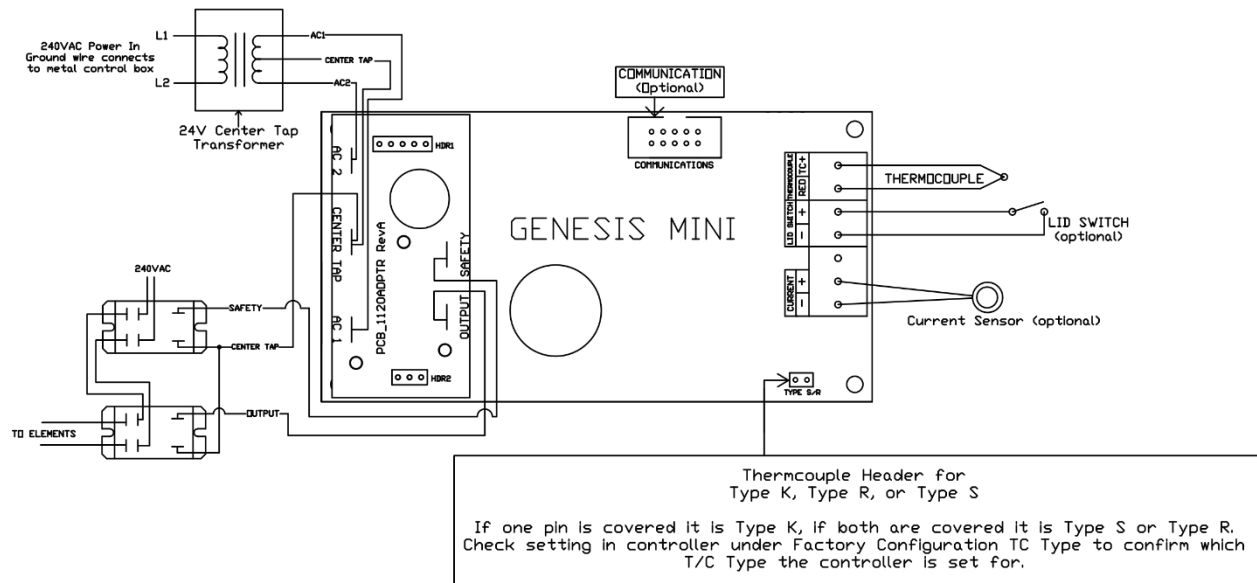 L1
240VAC Power In
Ground wire connects
to metal control box
L2
AC1
CENTER TAP
AC2
24V Center Tap
Transformer
COMMUNICATION
(Optional)
COMMUNICATIONS
AC 2
CENTER TAP
AC 1
HDR1
PCB_1120ADPTR RevA
SAFETY
OUTPUT
HDR2
GENESIS MINI
THERMOCOUPLE
TC+
RED
LID SWITCH
+
-
CURRENT
+
-
THERMOCOUPLE
LID SWITCH
(optional)
Current Sensor (optional)
TYPE S/R
240VAC
SAFETY
CENTER TAP
OUTPUT
TO ELEMENTS
Thermcouple Header for
Type K, Type R, or Type S
If one pin is covered it is Type K, if both are covered it is Type S or Type R.
Check setting in controller under Factory Configuration TC Type to confirm which
T/C Type the controller is set for.